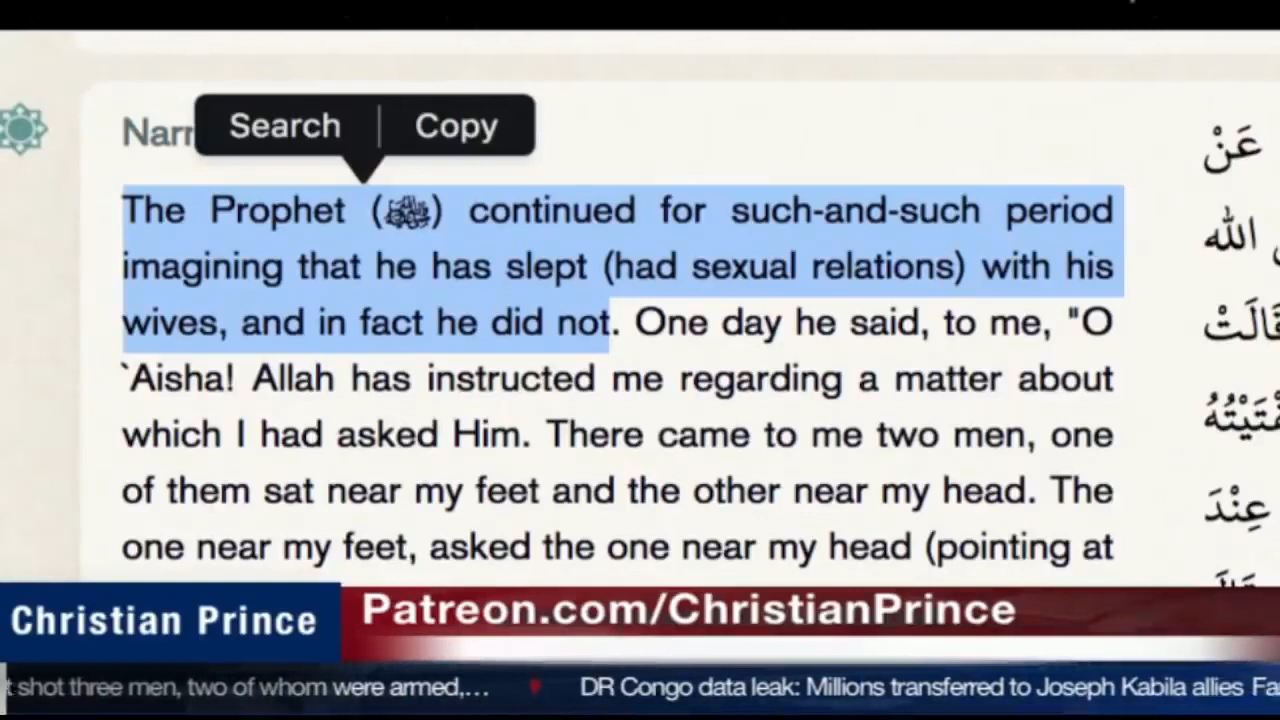 Search | Copy
Narr
The Prophet (ﷺ) continued for such-and-such period
imagining that he has slept (had sexual relations) with his
wives, and in fact he did not. One day he said, to me, "O
`Aisha! Allah has instructed me regarding a matter about
which I had asked Him. There came to me two men, one
of them sat near my feet and the other near my head. The
one near my feet, asked the one near my head (pointing at
عَنْ
الله
قَالَتْ
عِنْدَ
Christian Prince
Patreon.com/ChristianPrince
t shot three men, two of whom were armed,... DR Congo data leak: Millions transferred to Joseph Kabila allies Fa